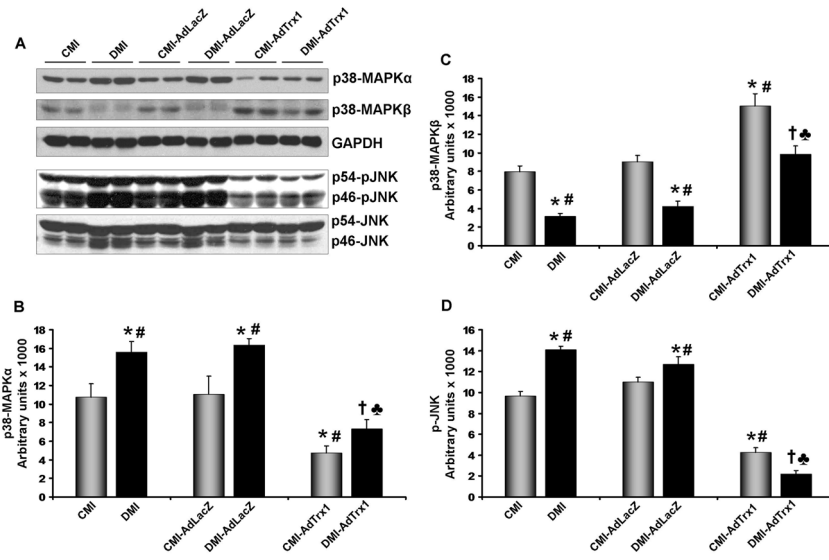 A
CMI DMI CMI-AdLacZ DMI-AdLacZ CMI-AdTrx1 DMI-AdTrx1
p38-MAPKα
p38-MAPKβ
GAPDH
p54-pJNK
p46-pJNK
p54-JNK
p46-JNK
B
p38-MAPKα
Arbitrary units x 1000
18
16
14
12
10
8
6
4
2
0
*#
*#
*#
†♣
CMI DMI CMI-AdLacZ DMI-AdLacZ CMI-AdTrx1 DMI-AdTrx1
C
p38-MAPKβ
Arbitrary units x 1000
18
16
14
12
10
8
6
4
2
0
*#
*#
*#
†♣
CMI DMI CMI-AdLacZ DMI-AdLacZ CMI-AdTrx1 DMI-AdTrx1
D
p-JNK
Arbitrary units x 1000
16
14
12
10
8
6
4
2
0
*#
*#
*#
†♣
CMI DMI CMI-AdLacZ DMI-AdLacZ CMI-AdTrx1 DMI-AdTrx1